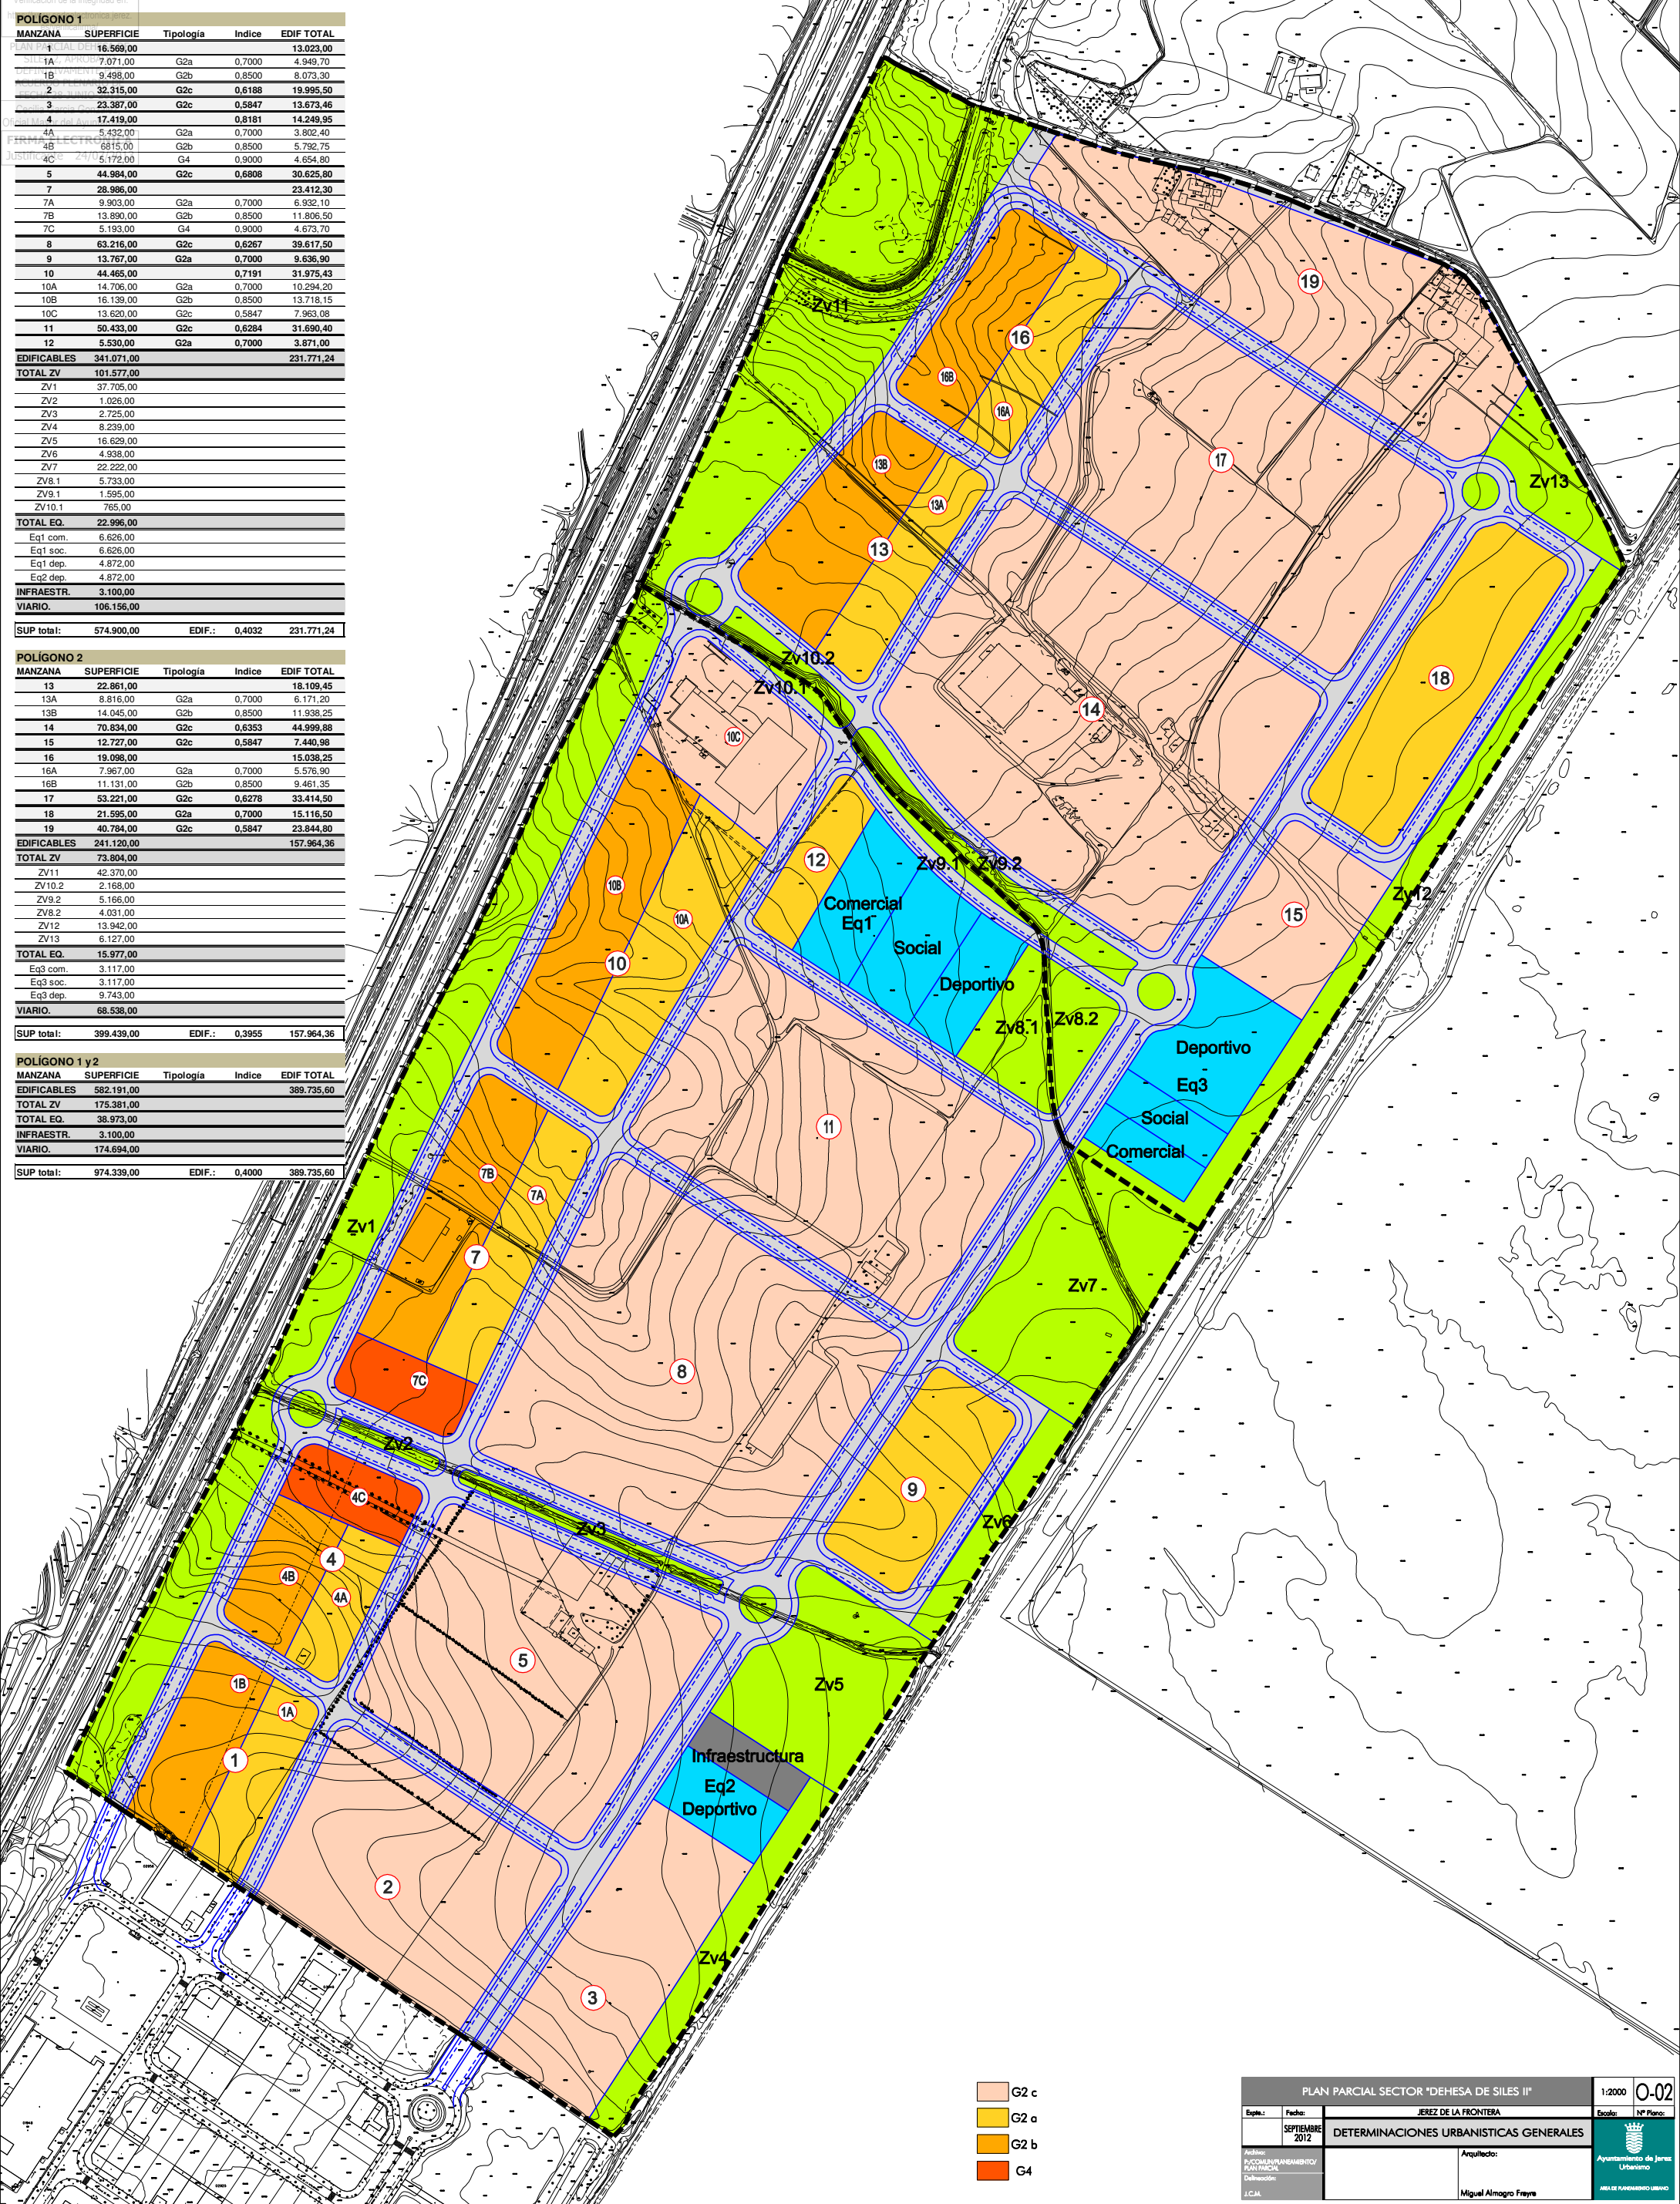 POLÍGONO 1
MANZANA SUPERFICIE Tipología Indice EDIF TOTAL
1 16.569,00 13.023,00
1A 7.071,00 G2a 0,7000 4.949,70
1B 9.498,00 G2b 0,8500 8.073,30
2 32.315,00 G2c 0,6188 19.995,50
3 23.387,00 G2c 0,5847 13.673,46
4 17.419,00 0,8181 14.249,95
4A 5.432,00 G2a 0,7000 3.802,40
4B 6815,00 G2b 0,8500 5.792,75
4C 5.172,00 G4 0,9000 4.654,80
5 44.984,00 G2c 0,6808 30.625,80
7 28.986,00 23.412,30
7A 9.903,00 G2a 0,7000 6.932,10
7B 13.890,00 G2b 0,8500 11.806,50
7C 5.193,00 G4 0,9000 4.673,70
8 63.216,00 G2c 0,6267 39.617,50
9 13.767,00 G2a 0,7000 9.636,90
10 44.465,00 0,7191 31.975,43
10A 14.706,00 G2a 0,7000 10.294,20
10B 16.139,00 G2b 0,8500 13.718,15
10C 13.620,00 G2c 0,5847 7.963,08
11 50.433,00 G2c 0,6284 31.690,40
12 5.530,00 G2a 0,7000 3.871,00
EDIFICABLES 341.071,00 231.771,24
TOTAL ZV 101.577,00
ZV1 37.705,00
ZV2 1.026,00
ZV3 2.725,00
ZV4 8.239,00
ZV5 16.629,00
ZV6 4.938,00
ZV7 22.222,00
ZV8.1 5.733,00
ZV9.1 1.595,00
ZV10.1 765,00
TOTAL EQ. 22.996,00
Eq1 com. 6.626,00
Eq1 soc. 6.626,00
Eq1 dep. 4.872,00
Eq2 dep. 4.872,00
INFRAESTR. 3.100,00
VIARIO. 106.156,00
SUP total: 574.900,00 EDIF.: 0,4032 231.771,24
POLÍGONO 2
MANZANA SUPERFICIE Tipología Indice EDIF TOTAL
13 22.861,00 18.109,45
13A 8.816,00 G2a 0,7000 6.171,20
13B 14.045,00 G2b 0,8500 11.938,25
14 70.834,00 G2c 0,6353 44.999,88
15 12.727,00 G2c 0,5847 7.440,98
16 19.098,00 15.038,25
16A 7.967,00 G2a 0,7000 5.576,90
16B 11.131,00 G2b 0,8500 9.461,35
17 53.221,00 G2c 0,6278 33.414,50
18 21.595,00 G2a 0,7000 15.116,50
19 40.784,00 G2c 0,5847 23.844,80
EDIFICABLES 241.120,00 157.964,36
TOTAL ZV 73.804,00
ZV11 42.370,00
ZV10.2 2.168,00
ZV9.2 5.166,00
ZV8.2 4.031,00
ZV12 13.942,00
ZV13 6.127,00
TOTAL EQ. 15.977,00
Eq3 com. 3.117,00
Eq3 soc. 3.117,00
Eq3 dep. 9.743,00
VIARIO. 68.538,00
SUP total: 399.439,00 EDIF.: 0,3955 157.964,36
POLÍGONO 1 y 2
MANZANA SUPERFICIE Tipología Indice EDIF TOTAL
EDIFICABLES 582.191,00 389.735,60
TOTAL ZV 175.381,00
TOTAL EQ. 38.973,00
INFRAESTR. 3.100,00
VIARIO. 174.694,00
SUP total: 974.339,00 EDIF.: 0,4000 389.735,60
19
Zv11
16
16B
16A
17
13B
Zv13
13A
13
Zv10.2
18
Zv10.1
14
10C
12
Zv9.1
Zv9.2
10B
Zv12
Comercial
Eq1
15
10A
Social
10
Deportivo
Zv8.1
Zv8.2
Deportivo
Eq3
Social
11
Comercial
7B
7A
Zv1
7
Zv7
8
7C
Zv2
9
4C
Zv6
Zv3
4
4B
4A
5
1B
Zv5
1A
1
Infraestructura
Eq2
Deportivo
2
Zv4
3
G2 c
G2 a
G2 b
G4
PLAN PARCIAL SECTOR "DEHESA DE SILES II"
1:2000 O-02
Expte.: Fecha: JEREZ DE LA FRONTERA Escala: Nº Plano:
SEPTIEMBRE 2012
DETERMINACIONES URBANISTICAS GENERALES
Archivo:
P:/COMUN/PLANEAMIENTO/
PLAN PARCIAL
Delineación:
J.C.M.
Arquitecto:
Miguel Almagro Freyre
Ayuntamiento de Jerez
Urbanismo
AREA DE PLANEAMIENTO URBANO